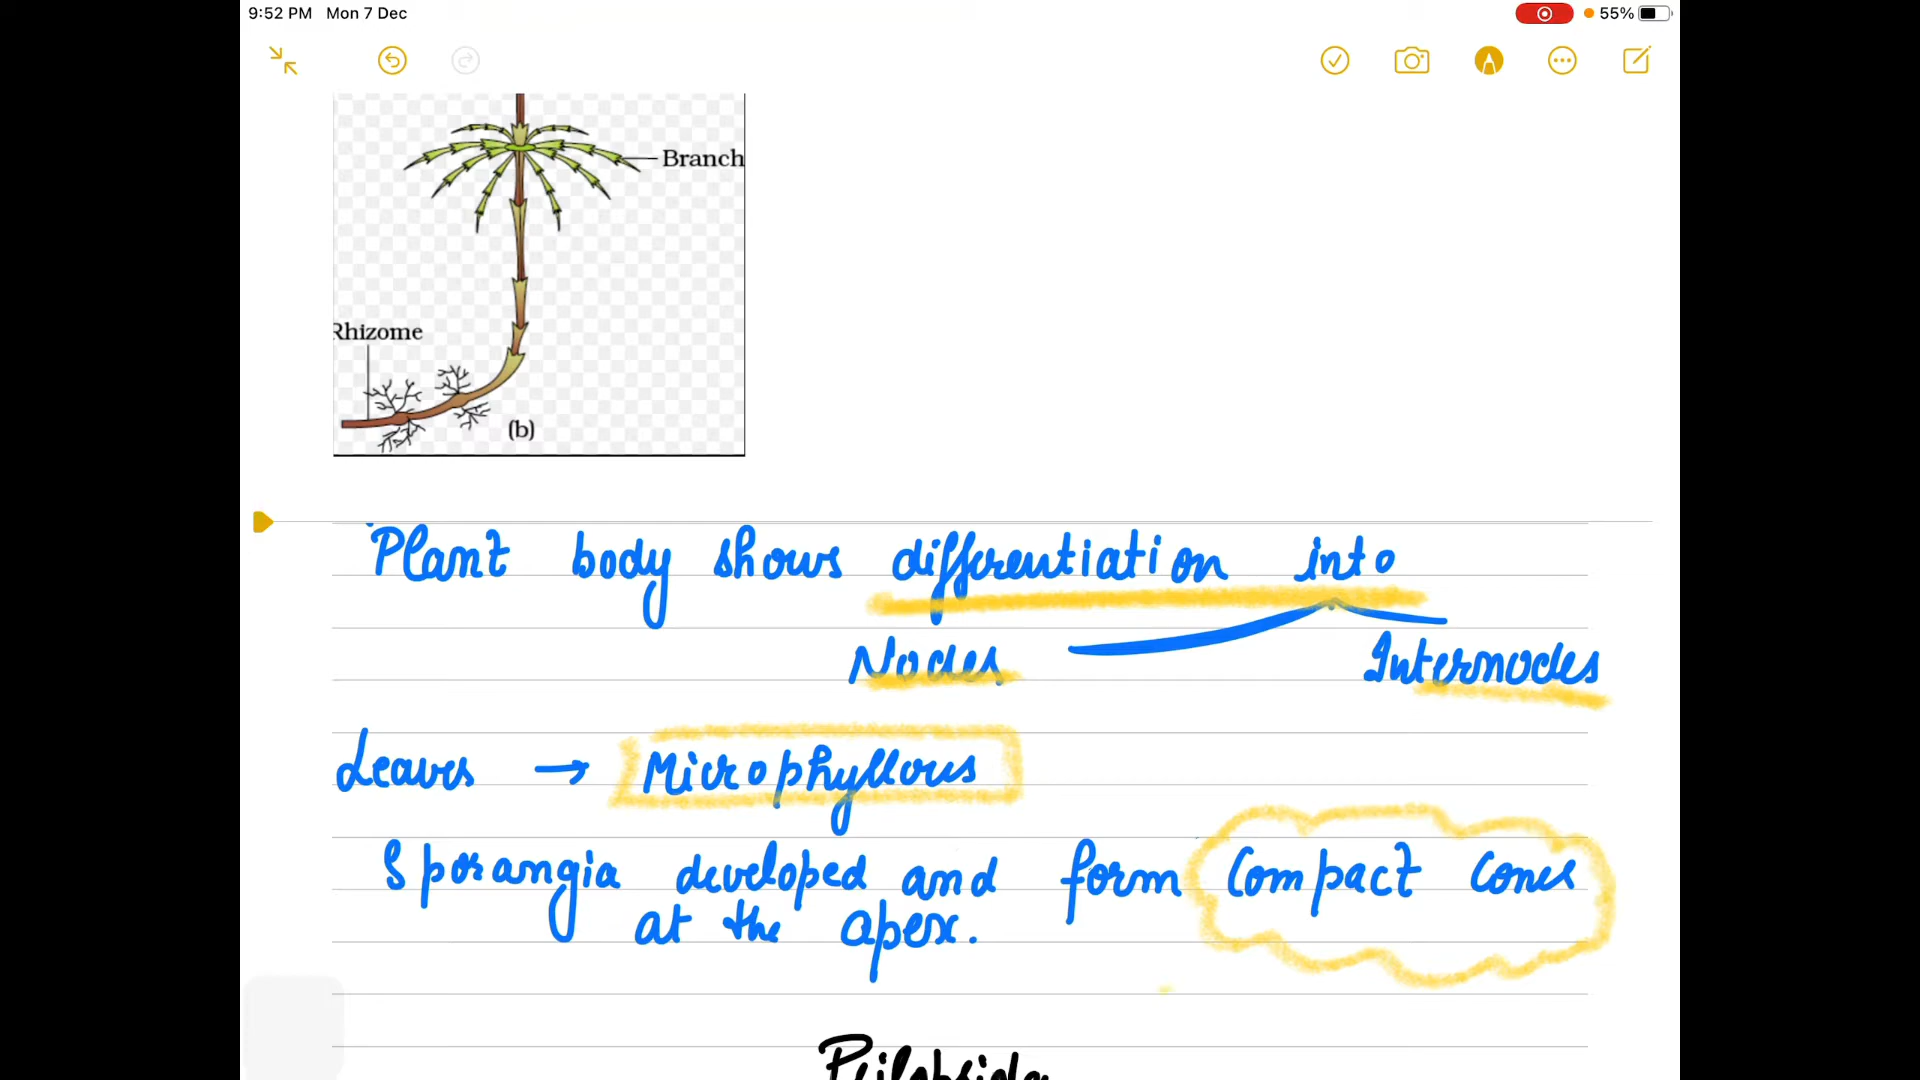 9:52 PM Mon 7 Dec 55%
Branch
Rhizome
(b)
Plant body shows differentiation into
Nodes Internodes
Leaves → Microphyllous
Sporangia developed and form Compact Cones
at the apex.